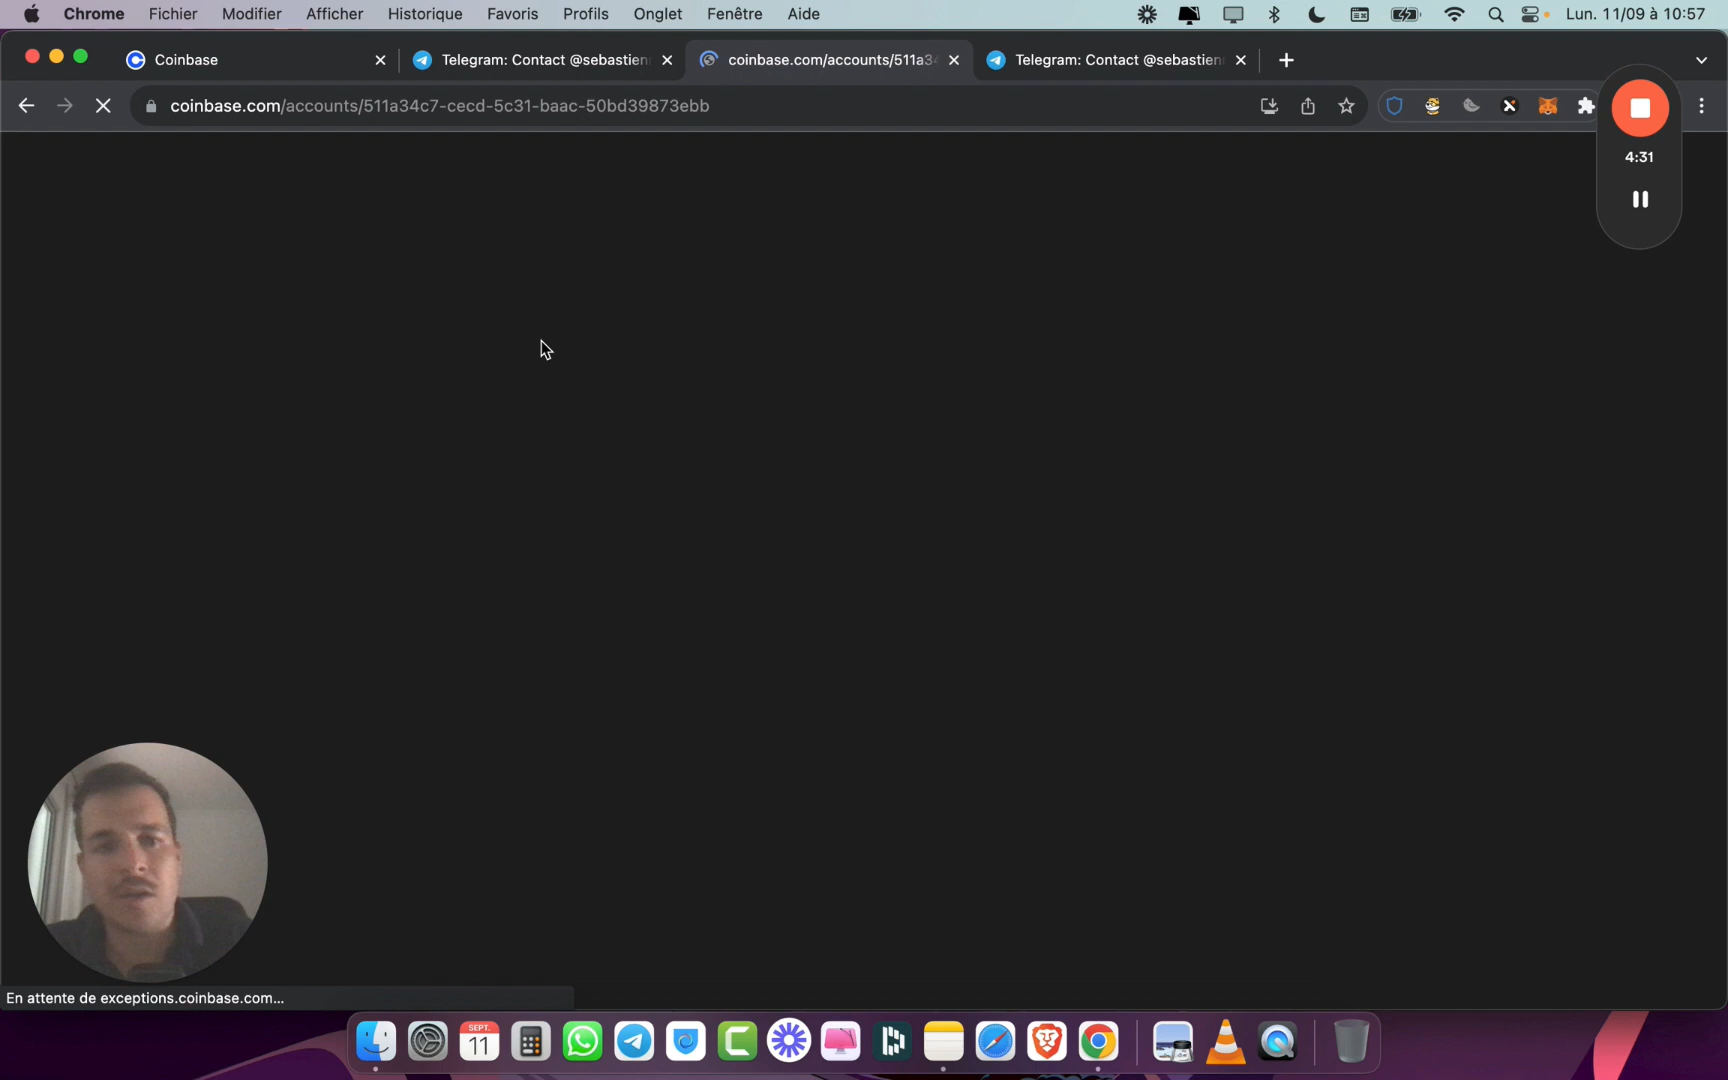 Chrome Fichier Modifier Afficher Historique Favoris Profils Onglet Fenêtre Aide Lun. 11/09 à 10:57
Coinbase Telegram: Contact @sebastien coinbase.com/accounts/511a3 Telegram: Contact @sebastien
coinbase.com/accounts/511a34c7-cecd-5c31-baac-50bd39873ebb
4:31
En attente de exceptions.coinbase.com...
SEPT.
11